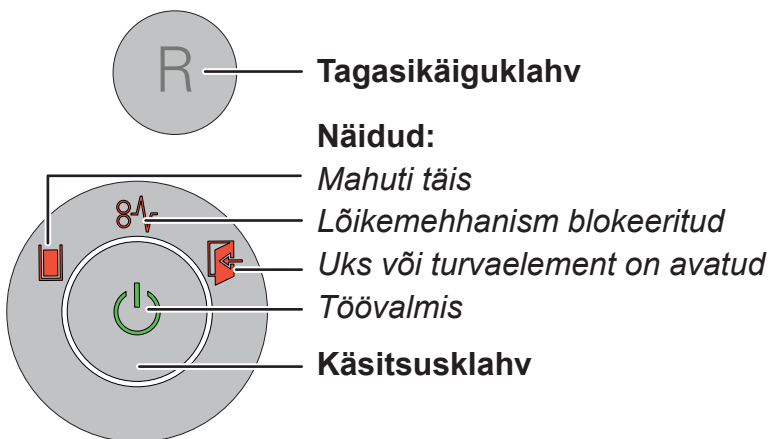 R
Tagasikäiguklahv
Näidud:
Mahuti täis
Lõikemehhanism blokeeritud
Uks või turvaelement on avatud
Töövalmis
Käsitsusklahv